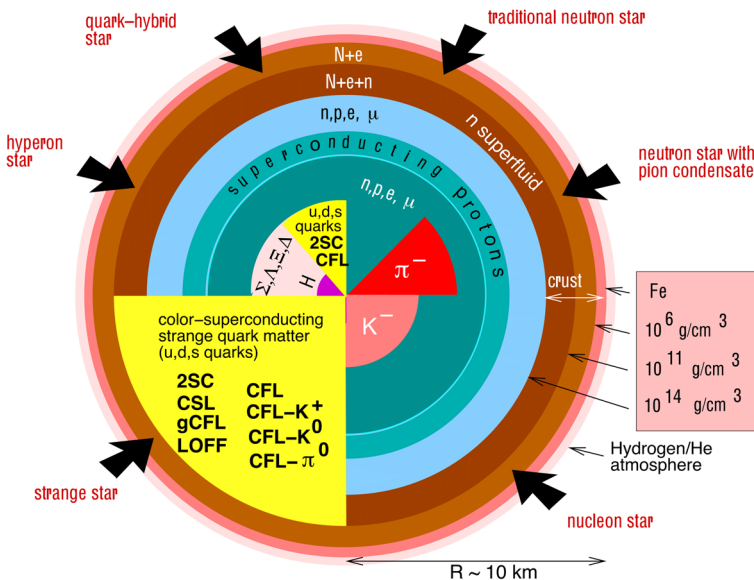 quark–hybrid
star
traditional neutron star
N+e
N+e+n
n,p,e, μ
n superfluid
hyperon
star
neutron star with
pion condensate
superconducting protons
n,p,e, μ
u,d,s
quarks
2SC
CFL
Σ,Λ,Ξ,Δ
H
π⁻
K⁻
crust
Fe
10⁶ g/cm³
10¹¹ g/cm³
10¹⁴ g/cm³
color–superconducting
strange quark matter
(u,d,s quarks)
2SC
CSL
gCFL
LOFF
CFL
CFL–K⁺
CFL–K⁰
CFL–π⁰
Hydrogen/He
atmosphere
strange star
nucleon star
R ~ 10 km